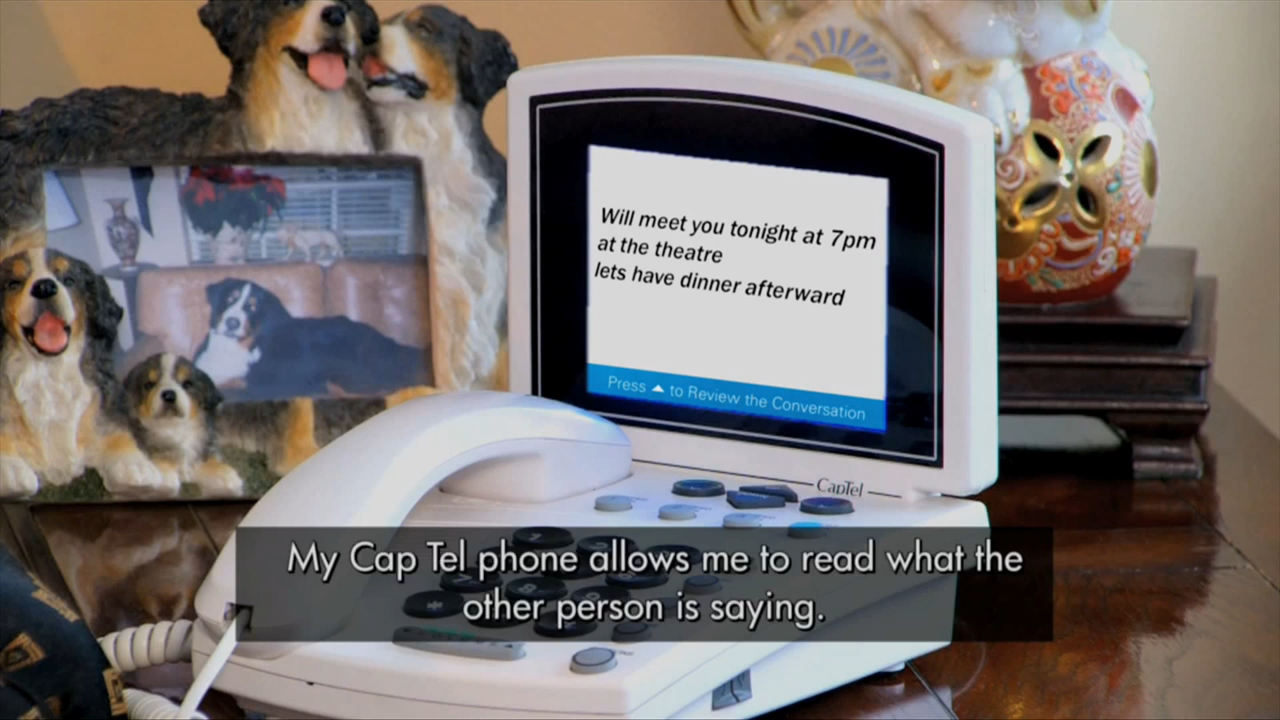 Will meet you tonight at 7pm
at the theatre
lets have dinner afterward
Press ▲ to Review the Conversation
CapTel
My Cap Tel phone allows me to read what the
other person is saying.